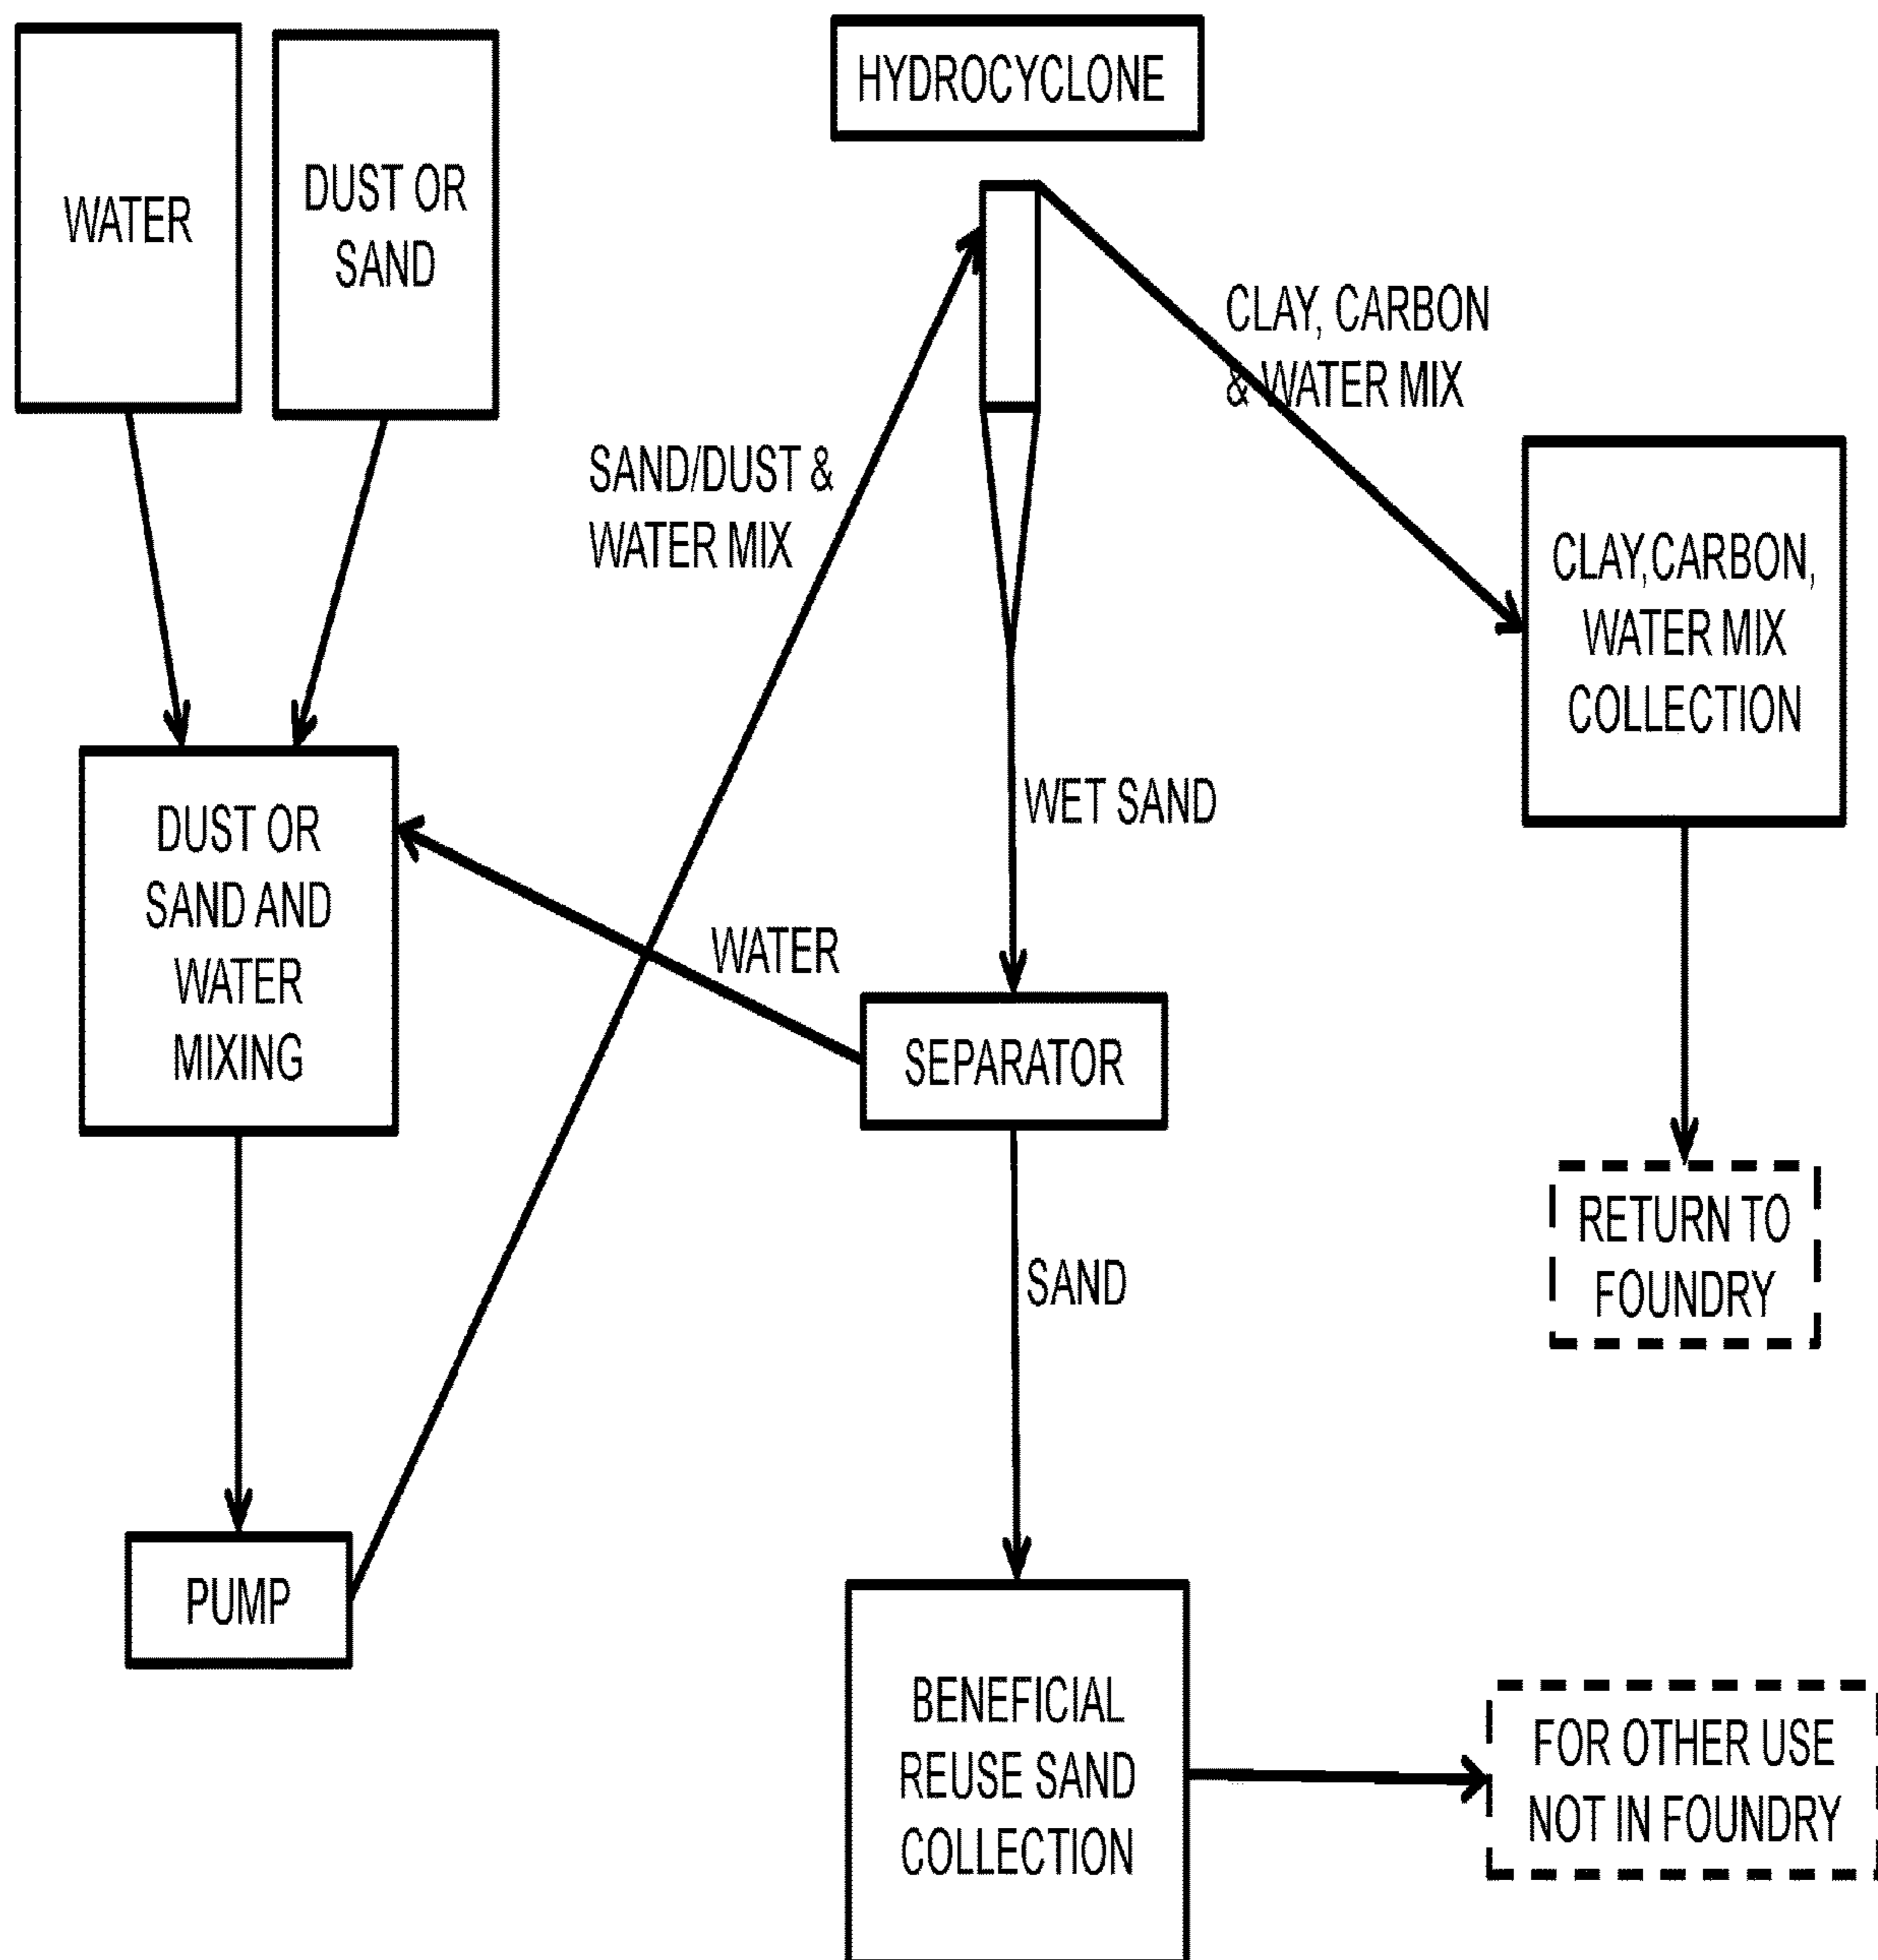 WATER
DUST OR
SAND
HYDROCYCLONE
CLAY, CARBON
& WATER MIX
SAND/DUST &
WATER MIX
CLAY,CARBON,
WATER MIX
COLLECTION
WET SAND
DUST OR
SAND AND
WATER
MIXING
WATER
SEPARATOR
RETURN TO
FOUNDRY
SAND
PUMP
BENEFICIAL
REUSE SAND
COLLECTION
FOR OTHER USE
NOT IN FOUNDRY